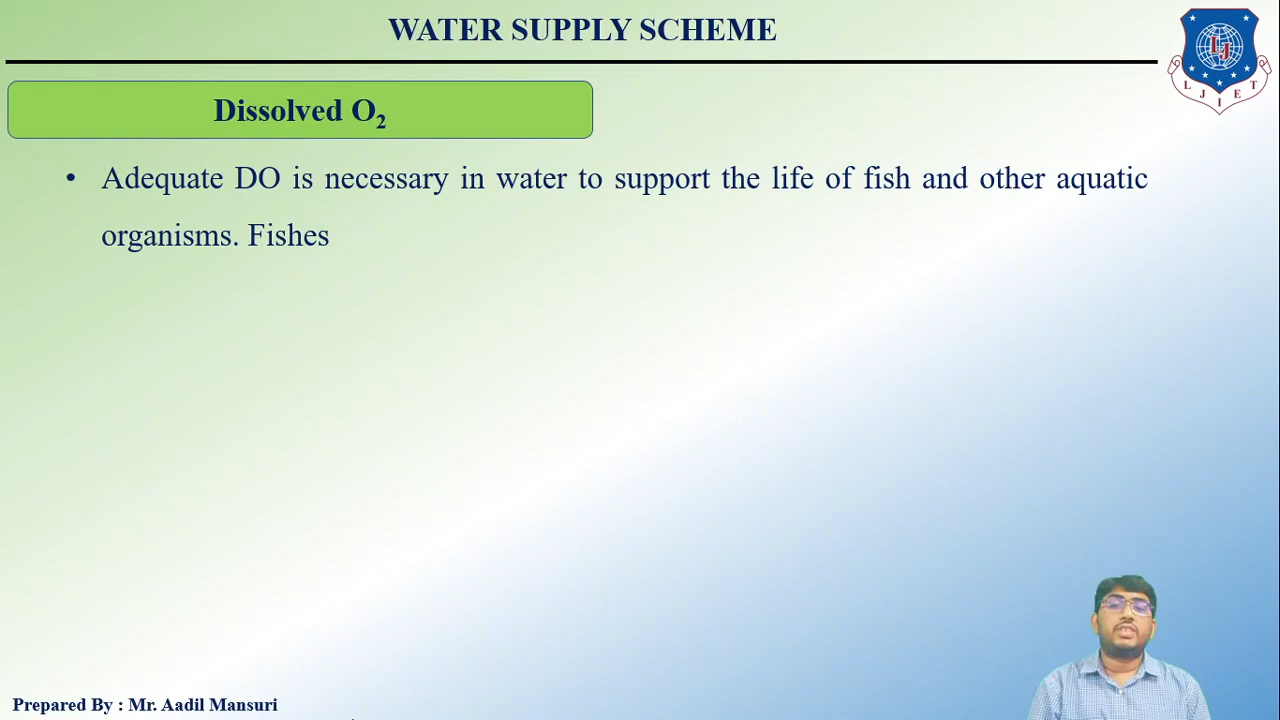 WATER SUPPLY SCHEME
LJ
L J I E T
Dissolved O₂
• Adequate DO is necessary in water to support the life of fish and other aquatic
organisms. Fishes
Prepared By : Mr. Aadil Mansuri